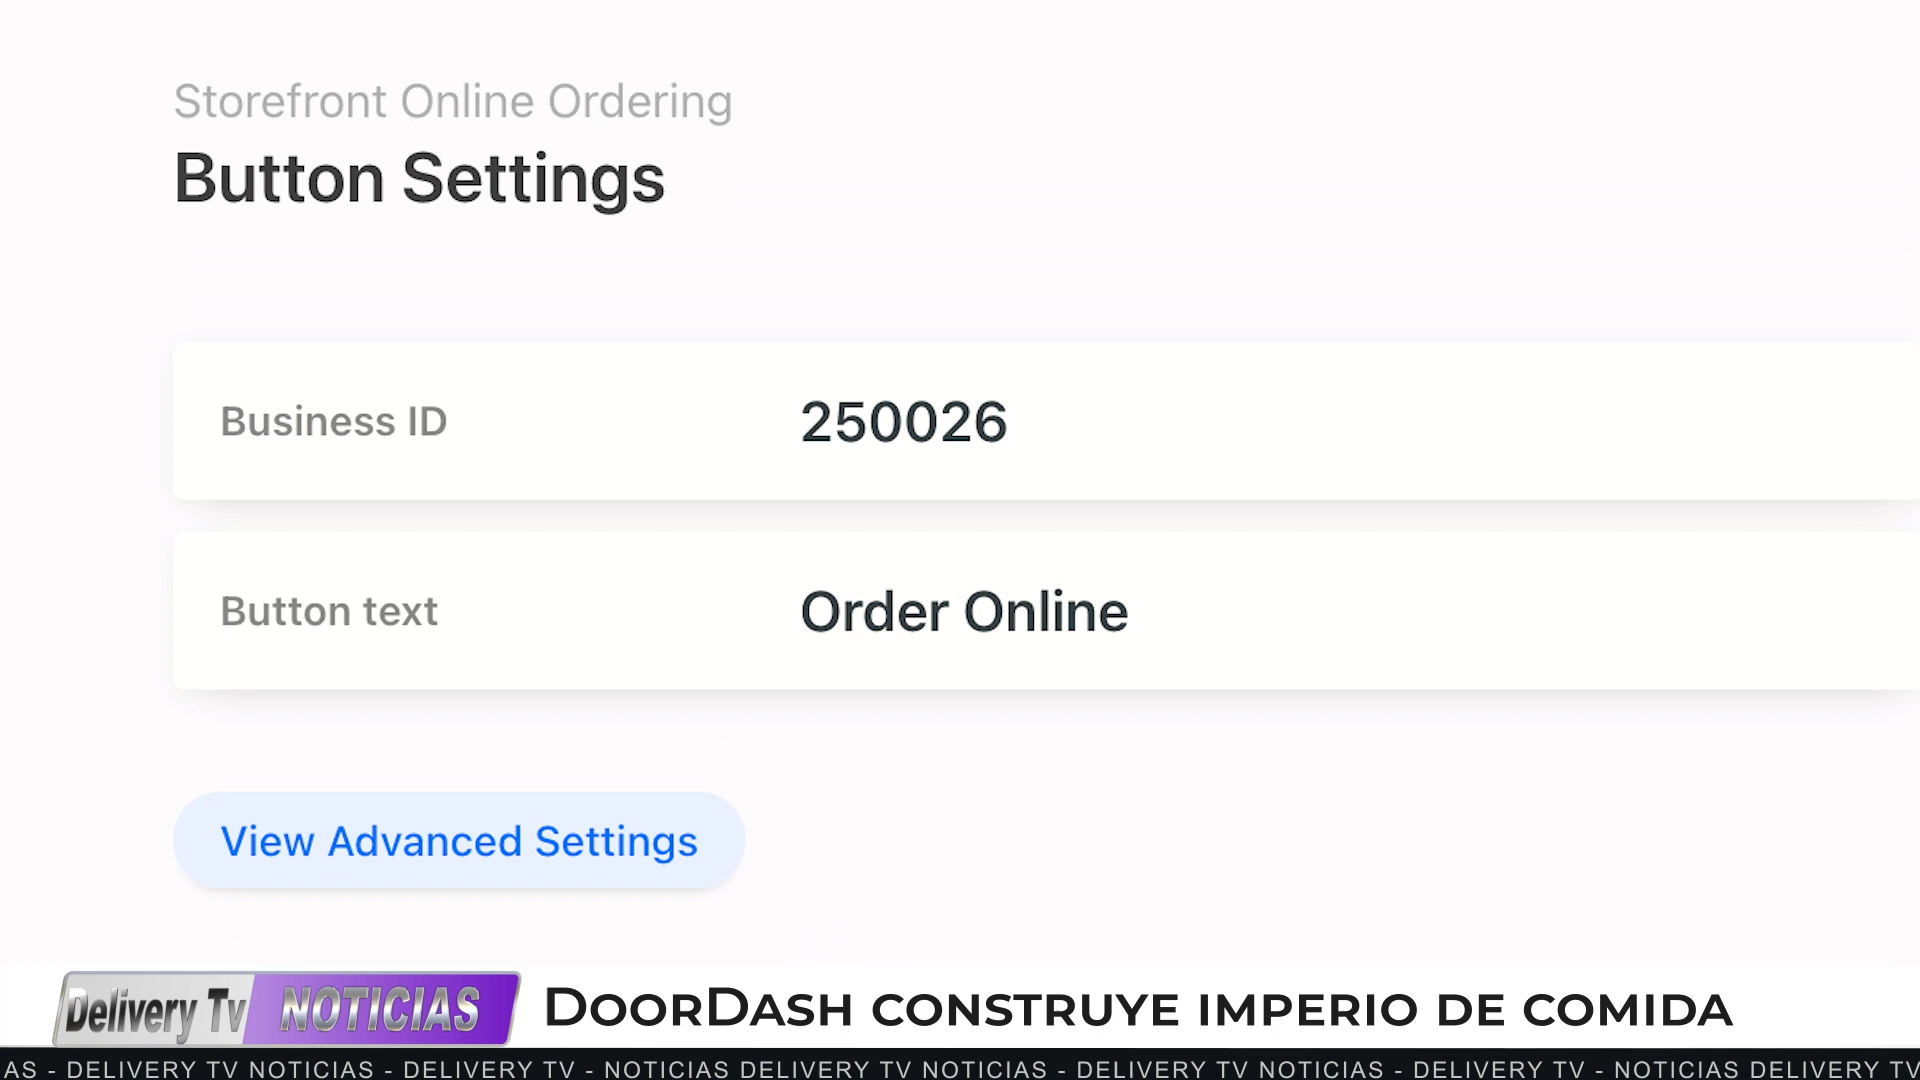 Storefront Online Ordering
Button Settings
Business ID 250026
Button text Order Online
View Advanced Settings
Delivery Tv NOTICIAS DOORDASH CONSTRUYE IMPERIO DE COMIDA
AS - DELIVERY TV NOTICIAS - DELIVERY TV - NOTICIAS DELIVERY TV NOTICIAS - DELIVERY TV NOTICIAS - DELIVERY TV - NOTICIAS DELIVERY TV